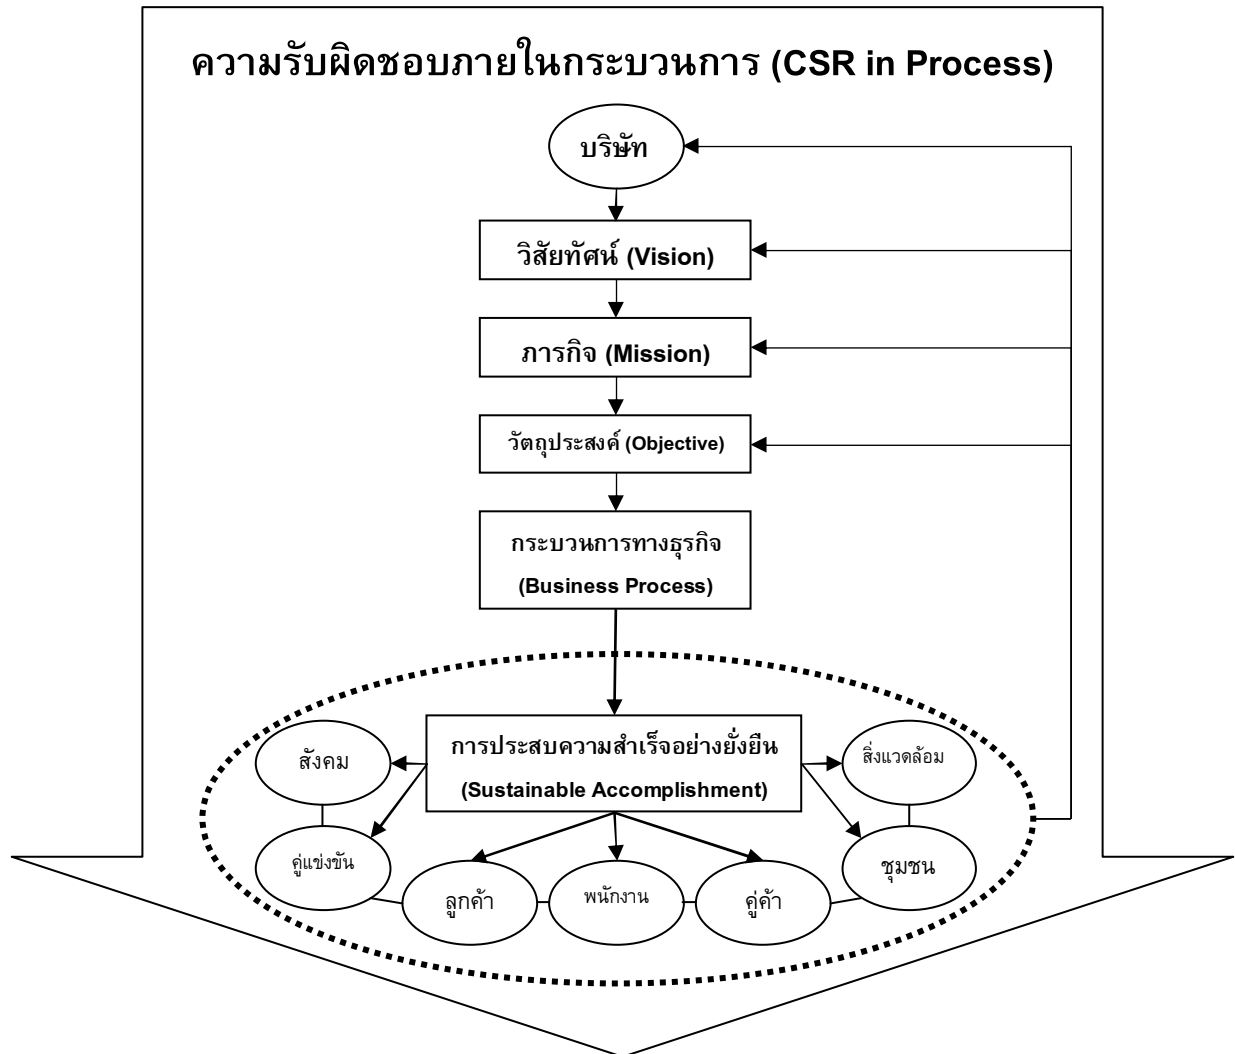 ความรับผิดชอบภายในกระบวนการ (CSR in Process)
บริษัท
วิสัยทัศน์ (Vision)
ภารกิจ (Mission)
วัตถุประสงค์ (Objective)
กระบวนการทางธุรกิจ
(Business Process)
การประสบความสำเร็จอย่างยั่งยืน
(Sustainable Accomplishment)
สังคม
สิ่งแวดล้อม
คู่แข่งขัน
ชุมชน
ลูกค้า
พนักงาน
คู่ค้า